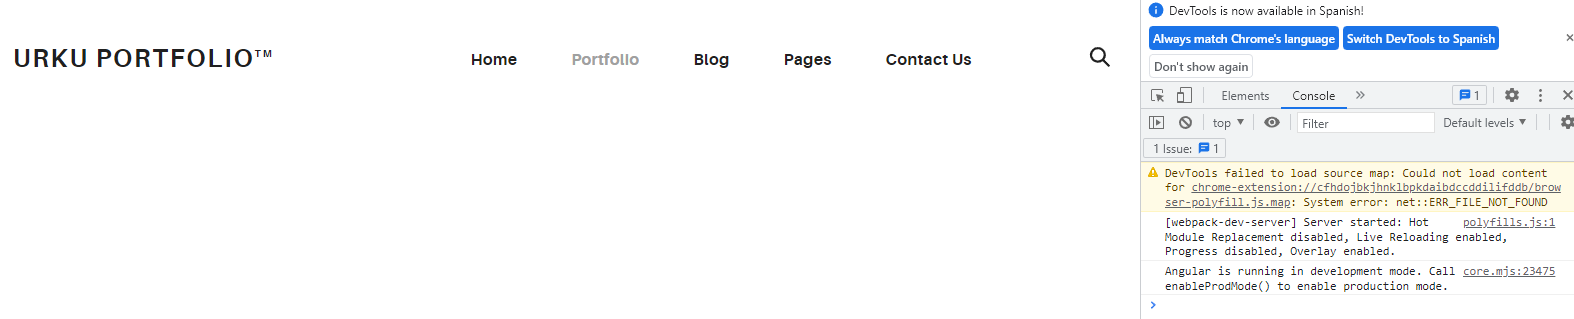 URKU PORTFOLIO™
Home Portfolio Blog Pages Contact Us
DevTools is now available in Spanish!
Always match Chrome's language Switch DevTools to Spanish
Don't show again
Elements Console 1
top Filter Default levels
1 Issue: 1
DevTools failed to load source map: Could not load content
for chrome-extension://cfhdojbkjhnklbpkdaibdccddilifddb/brow
ser-polyfill.js.map: System error: net::ERR_FILE_NOT_FOUND
[webpack-dev-server] Server started: Hot polyfills.js:1
Module Replacement disabled, Live Reloading enabled,
Progress disabled, Overlay enabled.
Angular is running in development mode. Call core.mjs:23475
enableProdMode() to enable production mode.